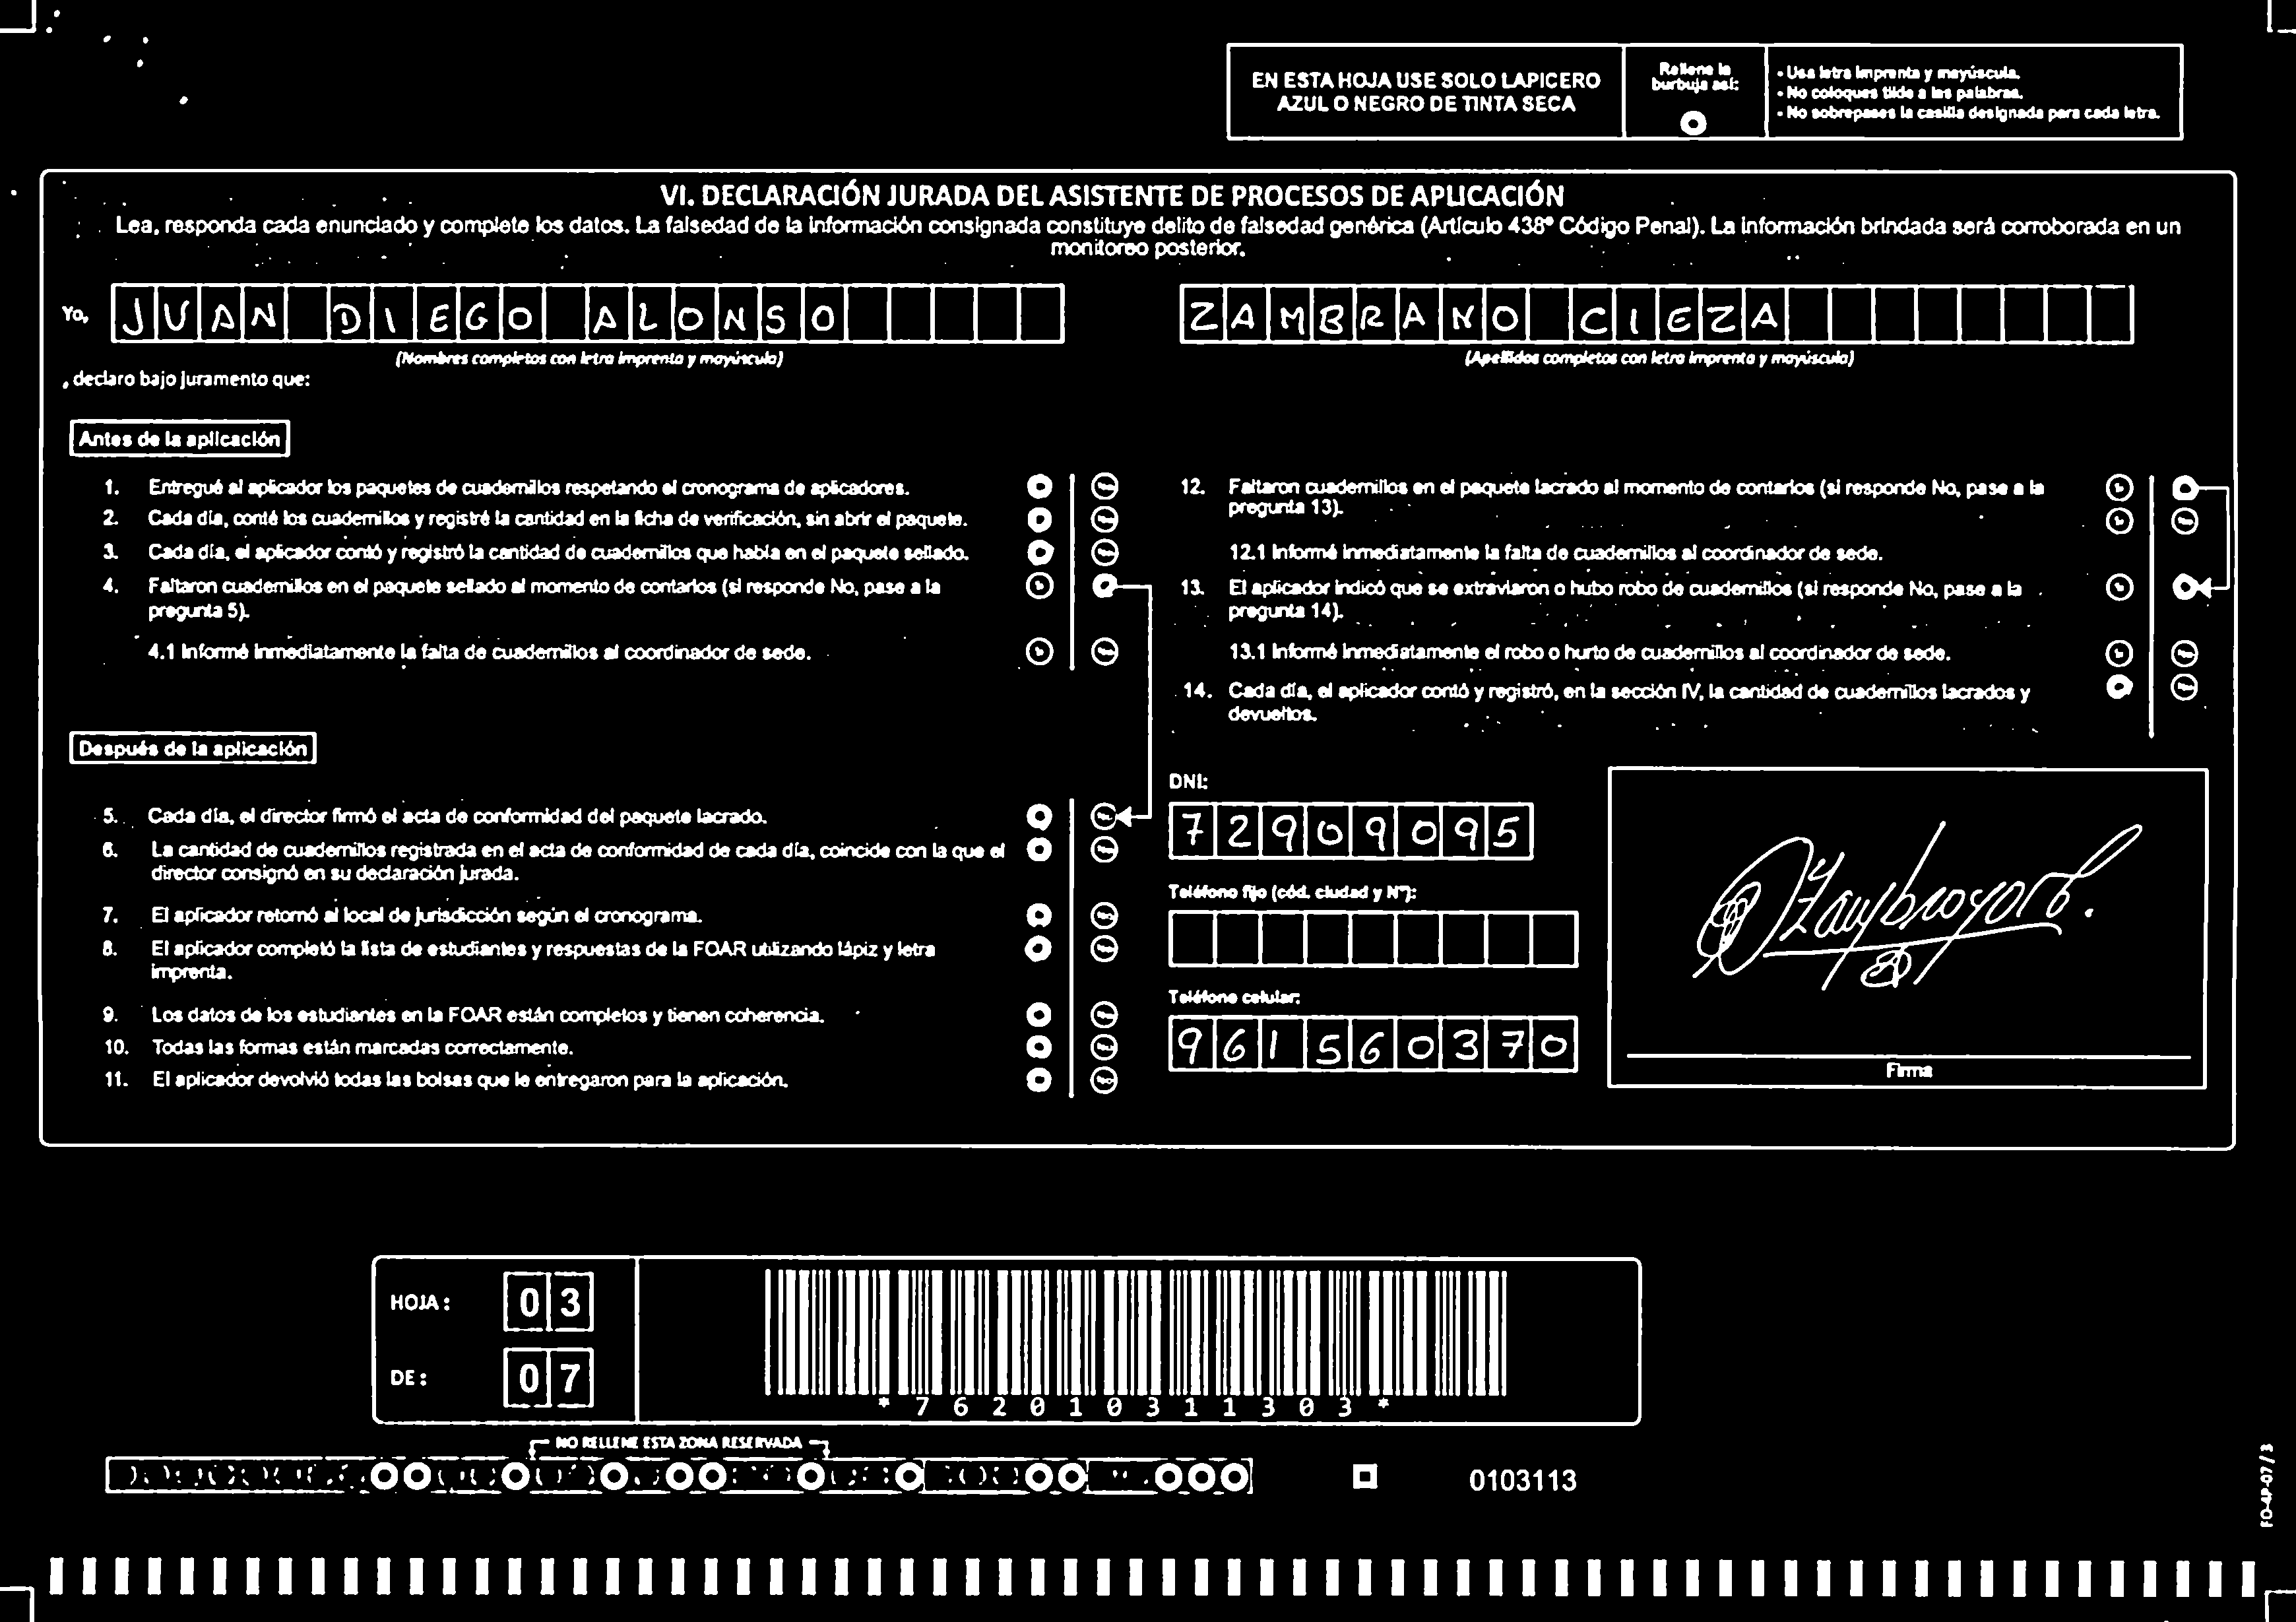 EN ESTA HOJA USE SOLO LAPICERO
AZUL O NEGRO DE TINTA SECA
Rellene la
burbuja así:
• Usa letra imprenta y mayúscula.
• No coloques tilde a las palabras.
• No sobrepases la casilla designada para cada letra.
VI. DECLARACIÓN JURADA DEL ASISTENTE DE PROCESOS DE APLICACIÓN
Lea, responda cada enunciado y complete los datos. La falsedad de la información consignada constituye delito de falsedad genérica (Artículo 438° Código Penal). La información brindada será corroborada en un
monitoreo posterior.
Yo, JUAN DIEGO ALONSO ZAMBRANO CIEZA
(Nombres completos con letra imprenta y mayúscula)
(Apellidos completos con letra imprenta y mayúscula)
, declaro bajo juramento que:
Antes de la aplicación
1. Entregué al aplicador los paquetes de cuadernillos respetando el cronograma de aplicadores.
2. Cada día, conté los cuadernillos y registré la cantidad en la ficha de verificación, sin abrir el paquete.
3. Cada día, el aplicador contó y registró la cantidad de cuadernillos que había en el paquete sellado.
4. Faltaron cuadernillos en el paquete sellado al momento de contarlos (si responde No, pase a la
pregunta 5).
4.1 Informé inmediatamente la falta de cuadernillos al coordinador de sede.
Después de la aplicación
5. Cada día, el director firmó el acta de conformidad del paquete lacrado.
6. La cantidad de cuadernillos registrada en el acta de conformidad de cada día, coincide con la que el
director consignó en su declaración jurada.
7. El aplicador retornó al local de jurisdicción según el cronograma.
8. El aplicador completó la lista de estudiantes y respuestas de la FOAR utilizando lápiz y letra
imprenta.
9. Los datos de los estudiantes en la FOAR están completos y tienen coherencia.
10. Todas las formas están marcadas correctamente.
11. El aplicador devolvió todas las bolsas que le entregaron para la aplicación.
12. Faltaron cuadernillos en el paquete lacrado al momento de contarlos (si responde No, pase a la
pregunta 13).
12.1 Informé inmediatamente la falta de cuadernillos al coordinador de sede.
13. El aplicador indicó que se extraviaron o hubo robo de cuadernillos (si responde No, pase a la
pregunta 14).
13.1 Informé inmediatamente el robo o hurto de cuadernillos al coordinador de sede.
14. Cada día, el aplicador contó y registró, en la sección IV, la cantidad de cuadernillos lacrados y
devueltos.
DNI:
72909095
Teléfono fijo (cód. ciudad y N°):
Teléfono celular:
961560370
Firma
HOJA: 03
DE: 07
*7620103113 03*
NO RELLENE ESTA ZONA RESERVADA
0103113
FO-4P-07/3